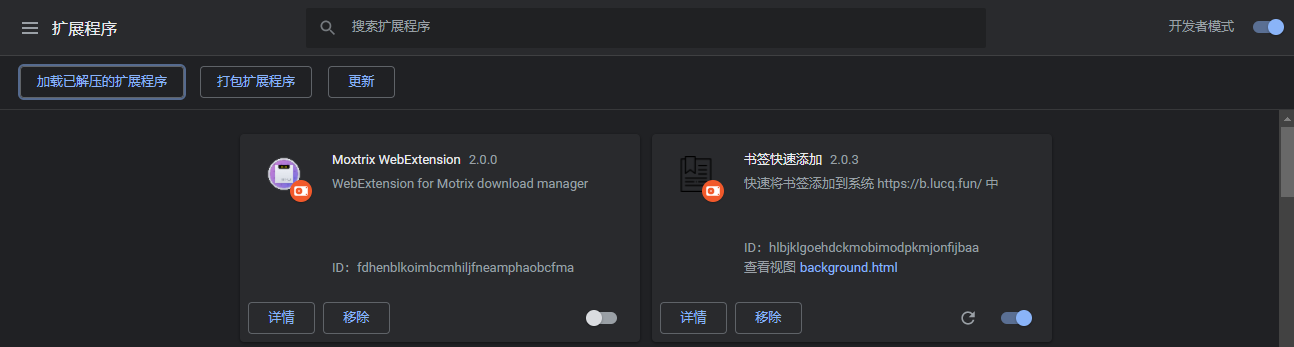 扩展程序
搜索扩展程序
开发者模式
加载已解压的扩展程序
打包扩展程序
更新
Moxtrix WebExtension 2.0.0
WebExtension for Motrix download manager
ID：fdhenblkoimbcmhiljfneamphaobcfma
详情
移除
书签快速添加 2.0.3
快速将书签添加到系统 https://b.lucq.fun/ 中
ID：hlbjklgoehdckmobimodpkmjonfijbaa
查看视图 background.html
详情
移除